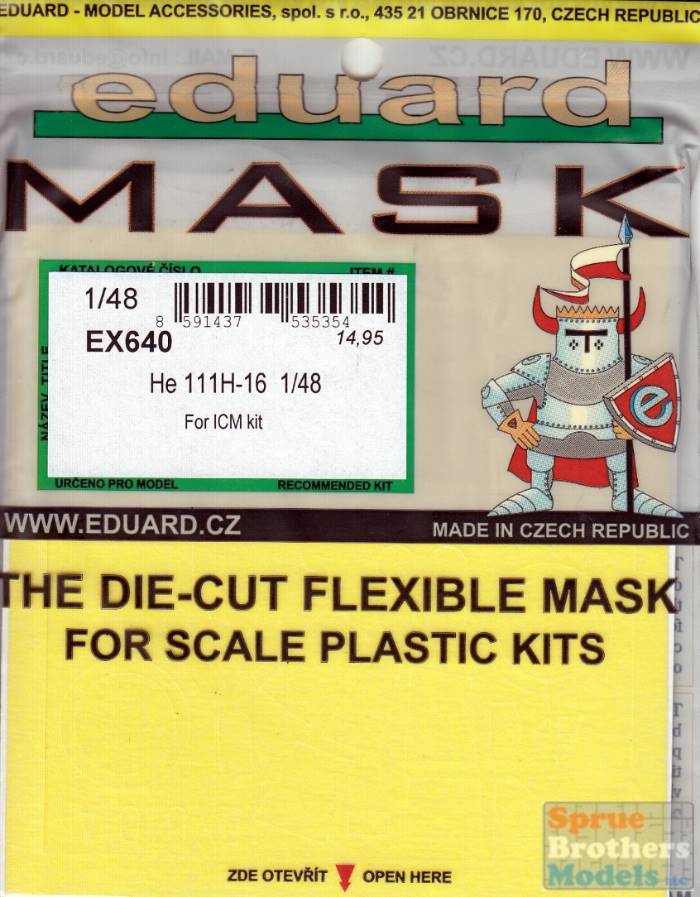 EDUARD - MODEL ACCESSORIES, spol. s r.o., 435 21 OBRNICE 170, CZECH REPUBLIC
WWW.EDUARD.CZ
eduard
MASK
KATALOGOVÉ ČÍSLO ITEM #
1/48
8 591437 535354
EX640 14,95
He 111H-16 1/48
For ICM kit
NÁZEV TITLE
URČENO PRO MODEL RECOMMENDED KIT
e
WWW.EDUARD.CZ MADE IN CZECH REPUBLIC
THE DIE-CUT FLEXIBLE MASK
FOR SCALE PLASTIC KITS
ZDE OTEVŘÍT OPEN HERE
Sprue
Brothers
Models LLC